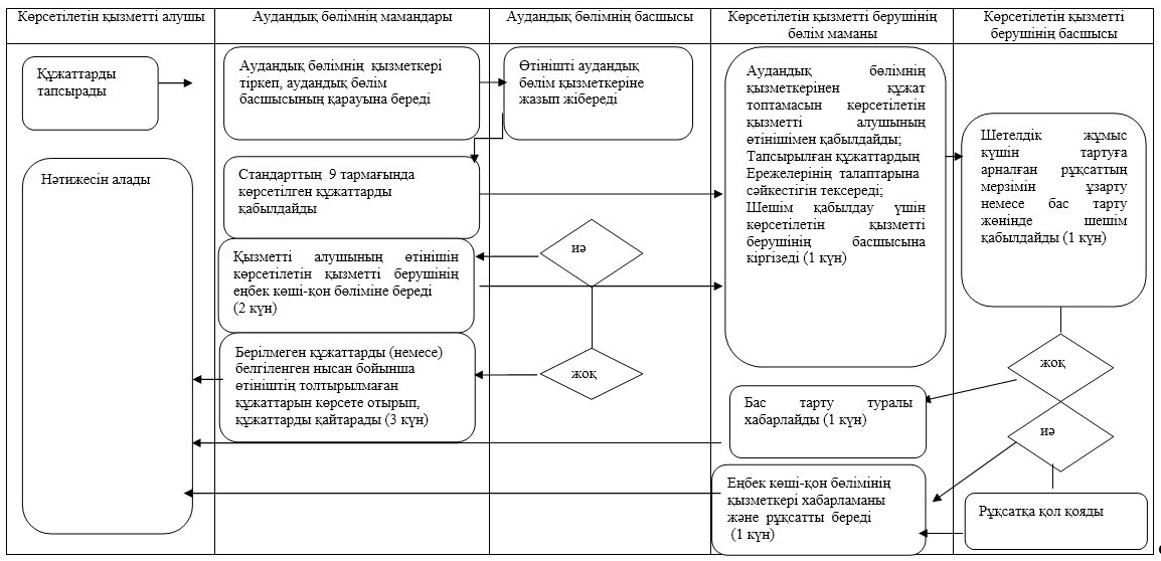 Көрсетілетін қызметті алушы
Аудандық бөлімнің мамандары
Аудандық бөлімнің басшысы
Көрсетілетін қызметті берушінің
бөлім маманы
Көрсетілетін қызметті
берушінің басшысы
Құжаттарды
тапсырады
Аудандық бөлімнің қызметкері
тіркеп, аудандық бөлім
басшысының қарауына береді
Өтінішті аудандық
бөлім қызметкеріне
жазып жібереді
Аудандық бөлімнің
қызметкерінен құжат
топтамасын көрсетілетін
қызметті алушының
өтінішімен қабылдайды;
Тапсырылған құжаттардың
Ережелерінің талаптарына
сәйкестігін тексереді;
Шешім қабылдау үшін
көрсетілетін қызметті
берушінің басшысына
кіргізеді (1 күн)
Шетелдік жұмыс
күшін тартуға
арналған рұқсаттың
мерзімін ұзарту
немесе бас тарту
жөнінде шешім
қабылдайды (1 күн)
Нәтижесін алады
Стандарттың 9 тармағында
көрсетілген құжаттарды
қабылдайды
иә
Қызметті алушының өтінішін
көрсетілетін қызметті берушінің
еңбек көші-қон бөліміне береді
(2 күн)
Берілмеген құжаттарды (немесе)
белгіленген нысан бойынша
өтініштің толтырылмаған
құжаттарын көрсете отырып,
құжаттарды қайтарады (3 күн)
жоқ
жоқ
Бас тарту туралы
хабарлайды (1 күн)
иә
Еңбек көші-қон бөлімінің
қызметкері хабарламаны
және рұқсатты береді
(1 күн)
Рұқсатқа қол қояды